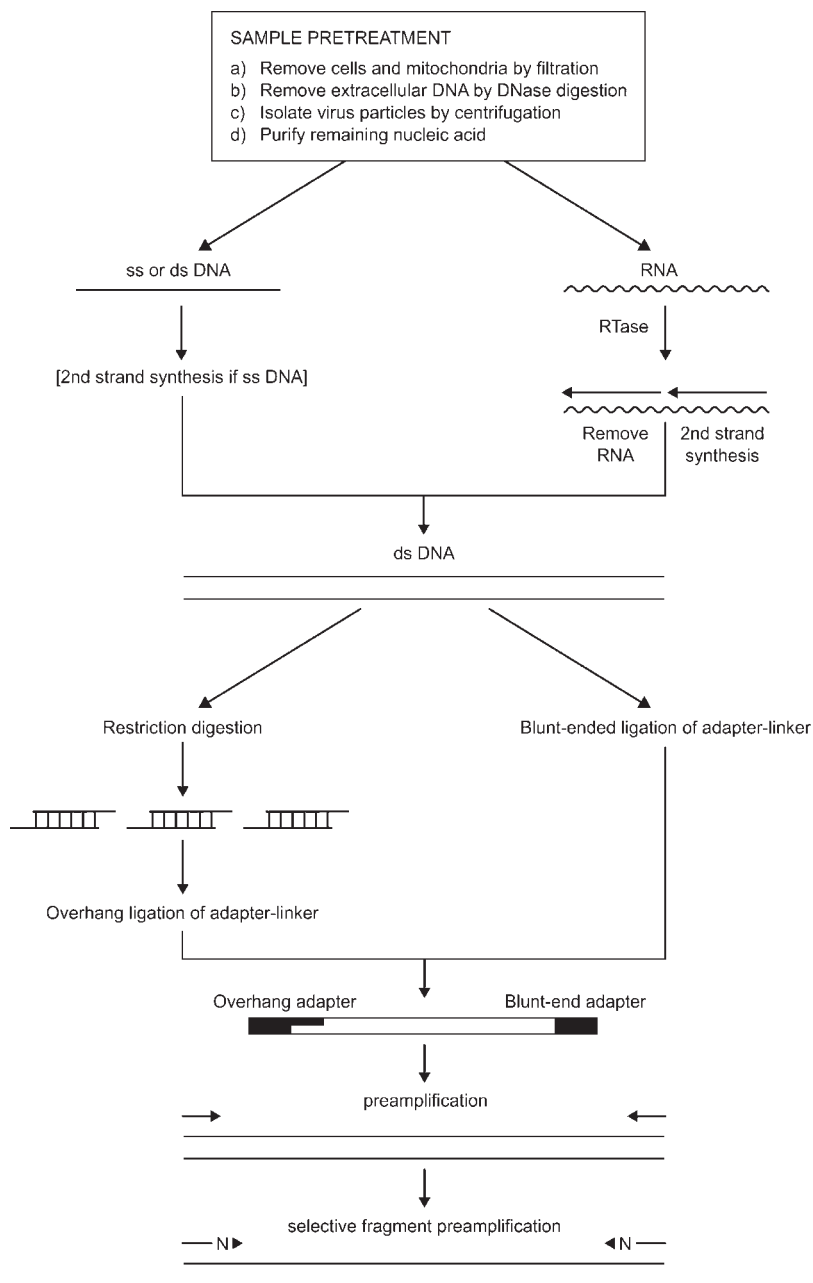 SAMPLE PRETREATMENT
a) Remove cells and mitochondria by filtration
b) Remove extracellular DNA by DNase digestion
c) Isolate virus particles by centrifugation
d) Purify remaining nucleic acid
ss or ds DNA
RNA
RTase
[2nd strand synthesis if ss DNA]
Remove
RNA
2nd strand
synthesis
ds DNA
Restriction digestion
Blunt-ended ligation of adapter-linker
Overhang ligation of adapter-linker
Overhang adapter
Blunt-end adapter
preamplification
selective fragment preamplification
N
N